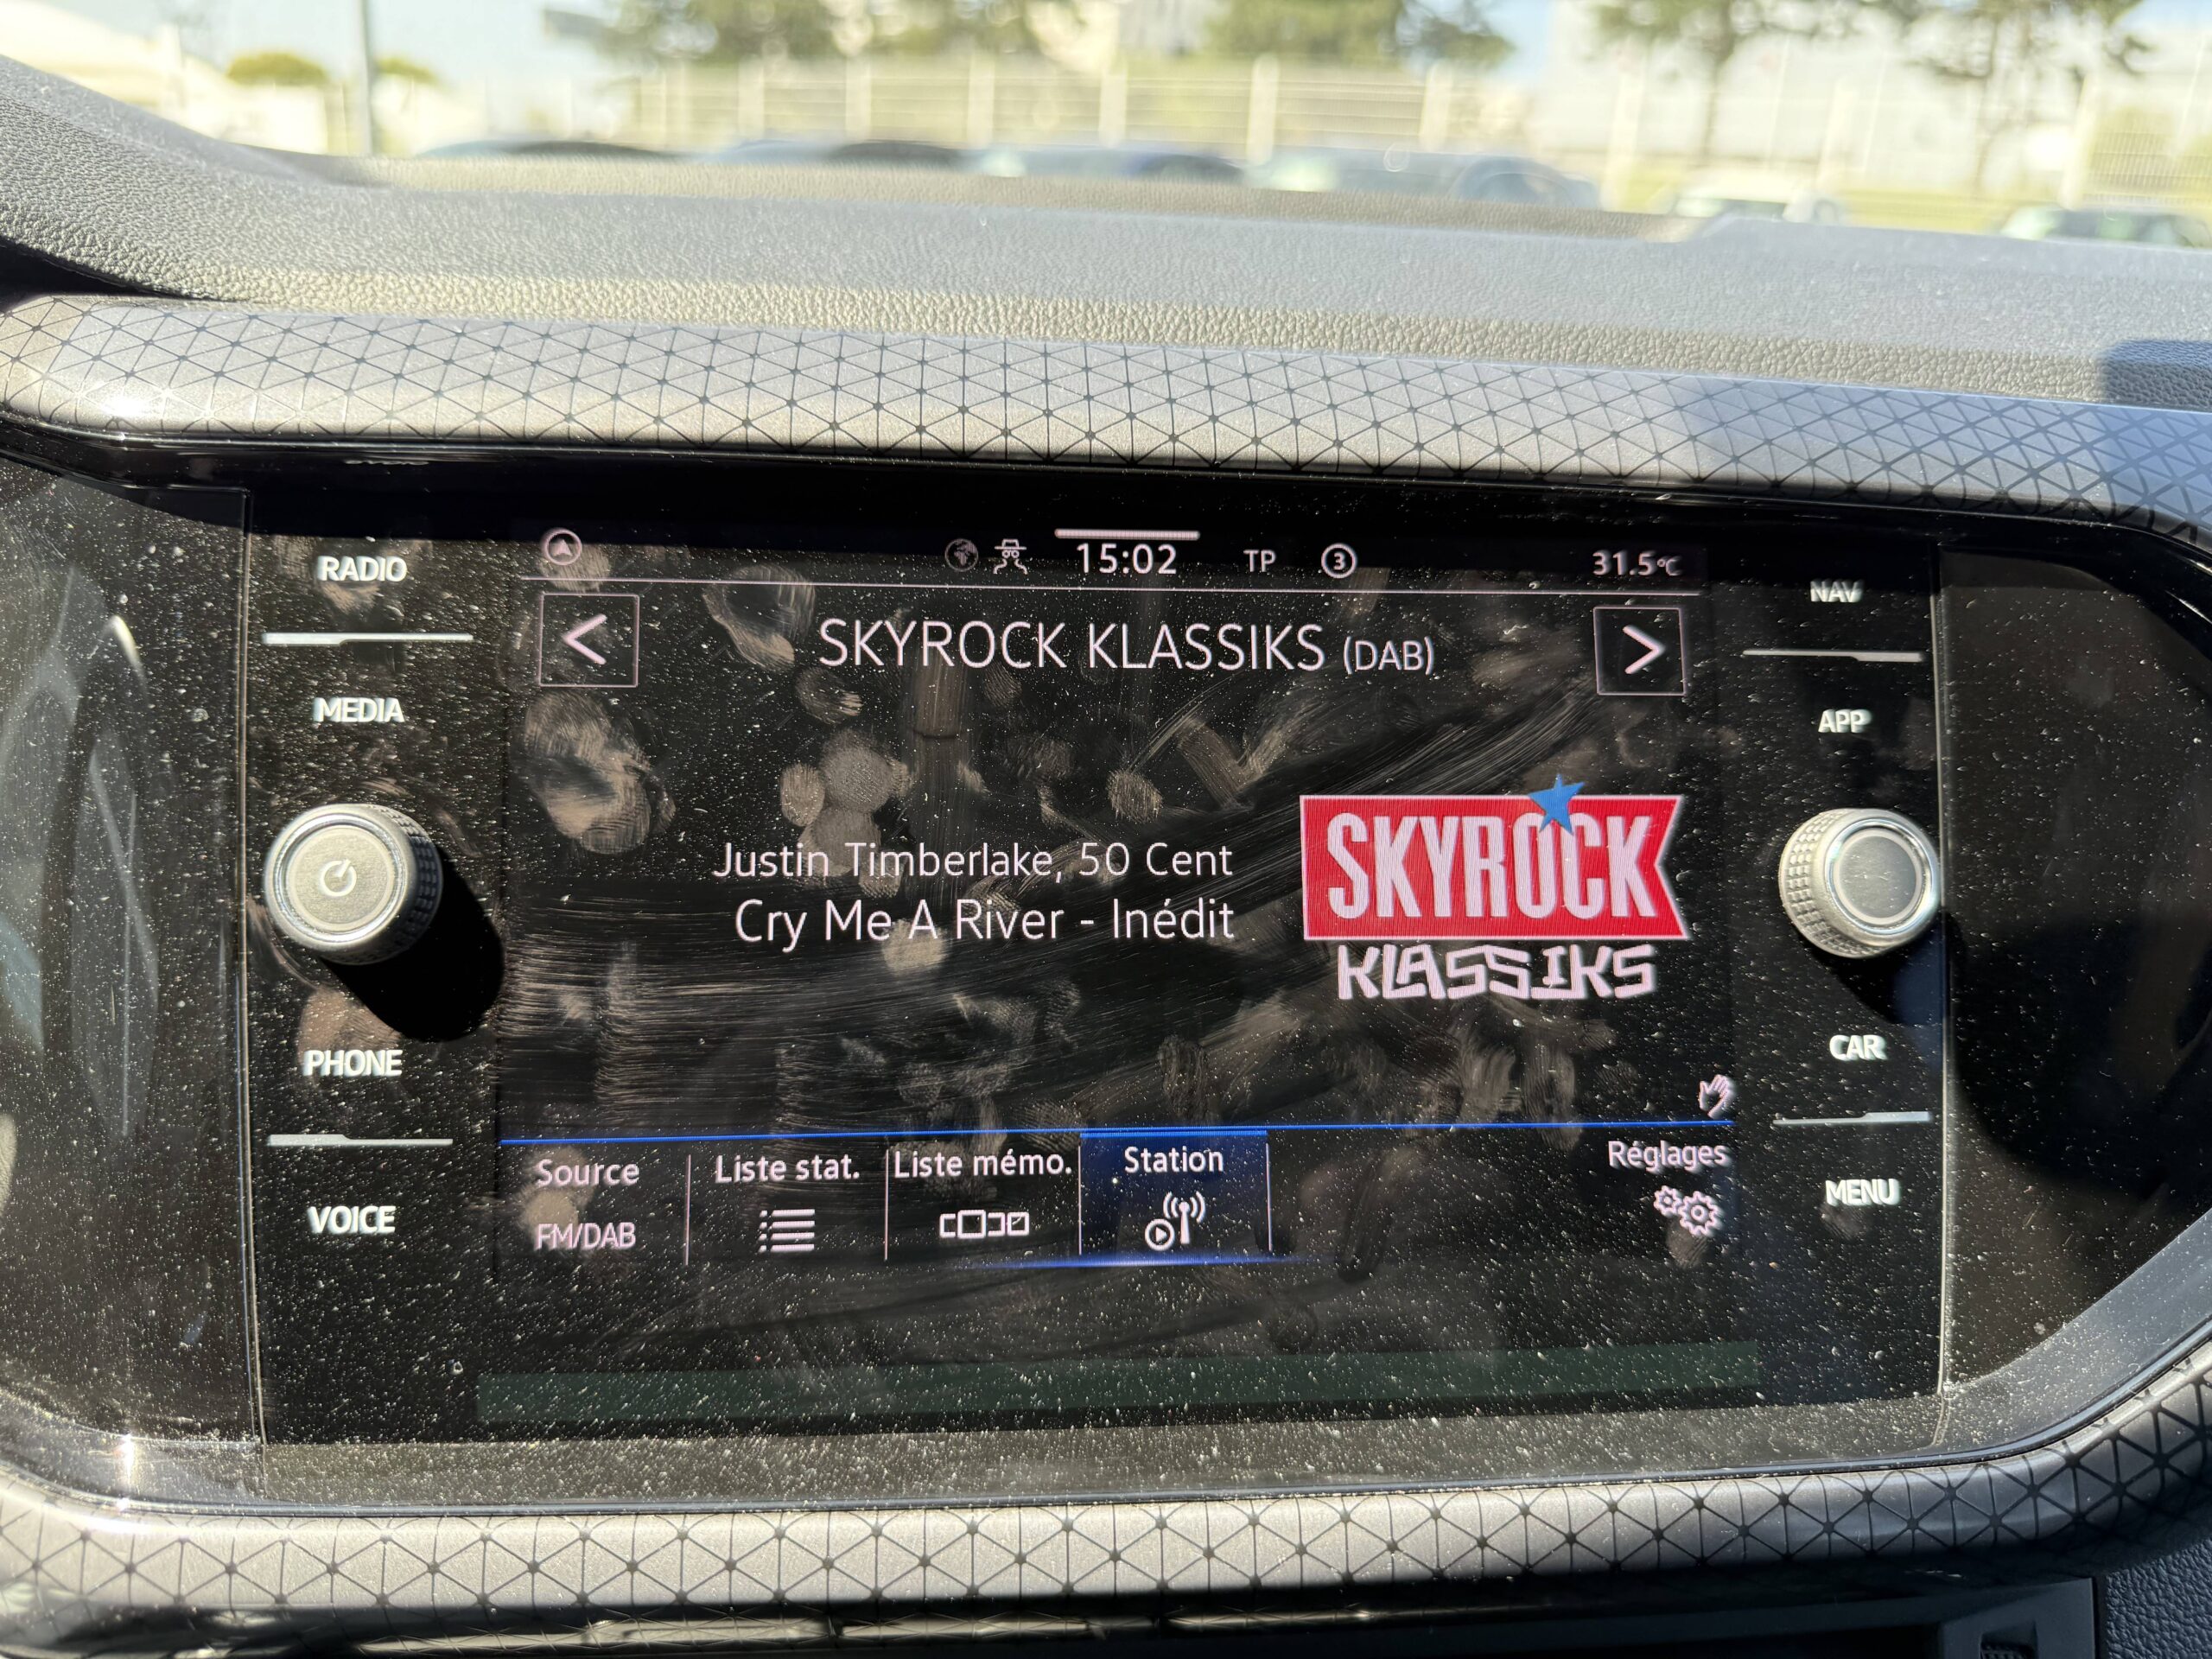 RADIO
MEDIA
PHONE
VOICE
15:02 TP 3 31.5°C
< SKYROCK KLASSIKS (DAB) >
Justin Timberlake, 50 Cent
Cry Me A River - Inédit
SKYROCK
KLASSIKS
Source
FM/DAB
Liste stat.
Liste mémo.
Station
Réglages
NAV
APP
CAR
MENU